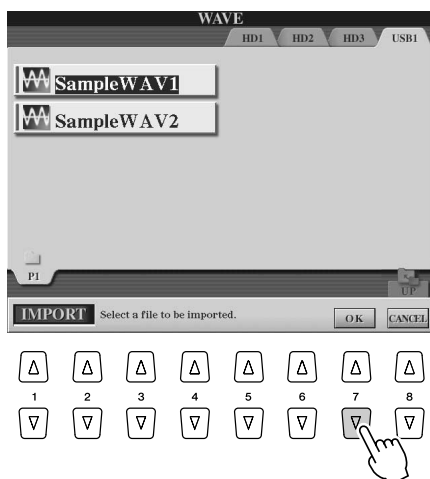 WAVE
HD1 HD2 HD3 USB1
SampleWAV1
SampleWAV2
P1
UP
IMPORT Select a file to be imported. OK CANCEL
1 2 3 4 5 6 7 8